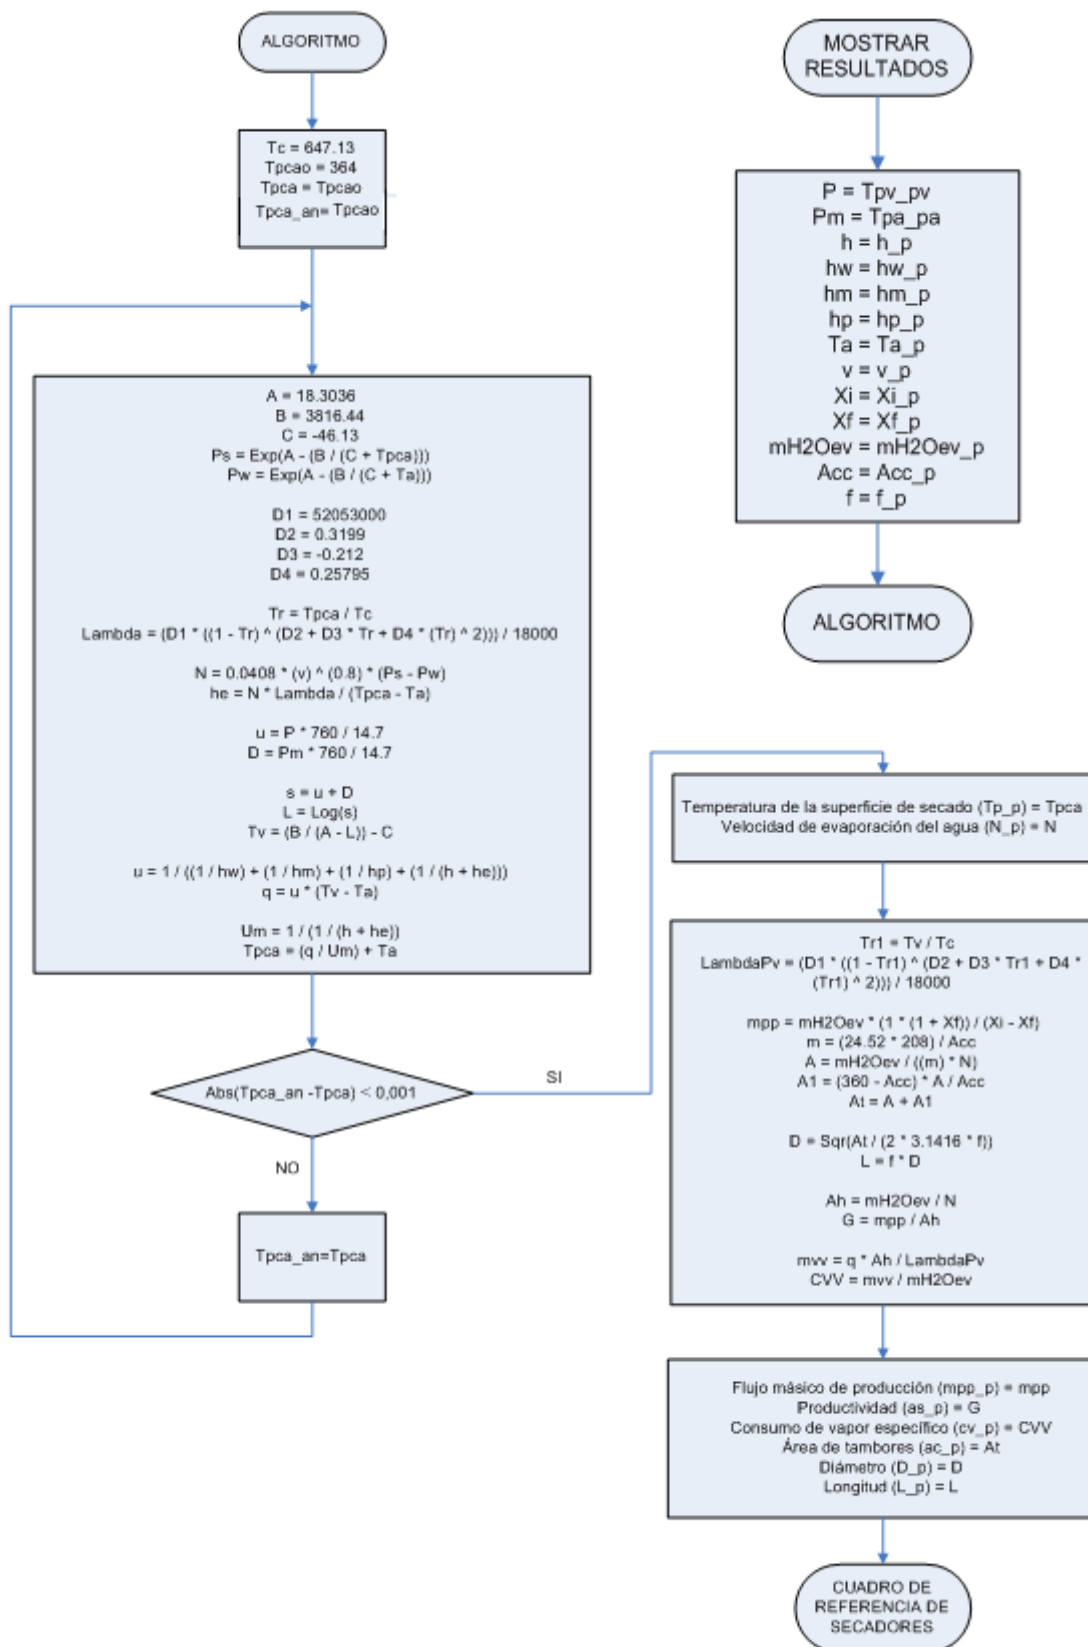 ALGORITMO
Tc = 647.13
Tpcao = 364
Tpca = Tpcao
Tpca_an= Tpcao
A = 18.3036
B = 3816.44
C = -46.13
Ps = Exp(A - (B / (C + Tpca)))
Pw = Exp(A - (B / (C + Ta)))
D1 = 52053000
D2 = 0.3199
D3 = -0.212
D4 = 0.25795
Tr = Tpca / Tc
Lambda = (D1 * ((1 - Tr) ^ (D2 + D3 * Tr + D4 * (Tr) ^ 2))) / 18000
N = 0.0408 * (v) ^ (0.8) * (Ps - Pw)
he = N * Lambda / (Tpca - Ta)
u = P * 760 / 14.7
D = Pm * 760 / 14.7
s = u + D
L = Log(s)
Tv = (B / (A - L)) - C
u = 1 / ((1 / hw) + (1 / hm) + (1 / hp) + (1 / (h + he)))
q = u * (Tv - Ta)
Um = 1 / (1 / (h + he))
Tpca = (q / Um) + Ta
Abs(Tpca_an -Tpca) < 0,001
SI
NO
Tpca_an=Tpca
MOSTRAR
RESULTADOS
P = Tpv_pv
Pm = Tpa_pa
h = h_p
hw = hw_p
hm = hm_p
hp = hp_p
Ta = Ta_p
v = v_p
Xi = Xi_p
Xf = Xf_p
mH2Oev = mH2Oev_p
Acc = Acc_p
f = f_p
ALGORITMO
Temperatura de la superficie de secado (Tp_p) = Tpca
Velocidad de evaporación del agua (N_p) = N
Tr1 = Tv / Tc
LambdaPv = (D1 * ((1 - Tr1) ^ (D2 + D3 * Tr1 + D4 *
(Tr1) ^ 2))) / 18000
mpp = mH2Oev * (1 * (1 + Xf)) / (Xi - Xf)
m = (24.52 * 208) / Acc
A = mH2Oev / ((m) * N)
A1 = (360 - Acc) * A / Acc
At = A + A1
D = Sqr(At / (2 * 3.1416 * f))
L = f * D
Ah = mH2Oev / N
G = mpp / Ah
mvv = q * Ah / LambdaPv
CVV = mvv / mH2Oev
Flujo másico de producción (mpp_p) = mpp
Productividad (as_p) = G
Consumo de vapor específico (cv_p) = CVV
Área de tambores (ac_p) = At
Diámetro (D_p) = D
Longitud (L_p) = L
CUADRO DE
REFERENCIA DE
SECADORES